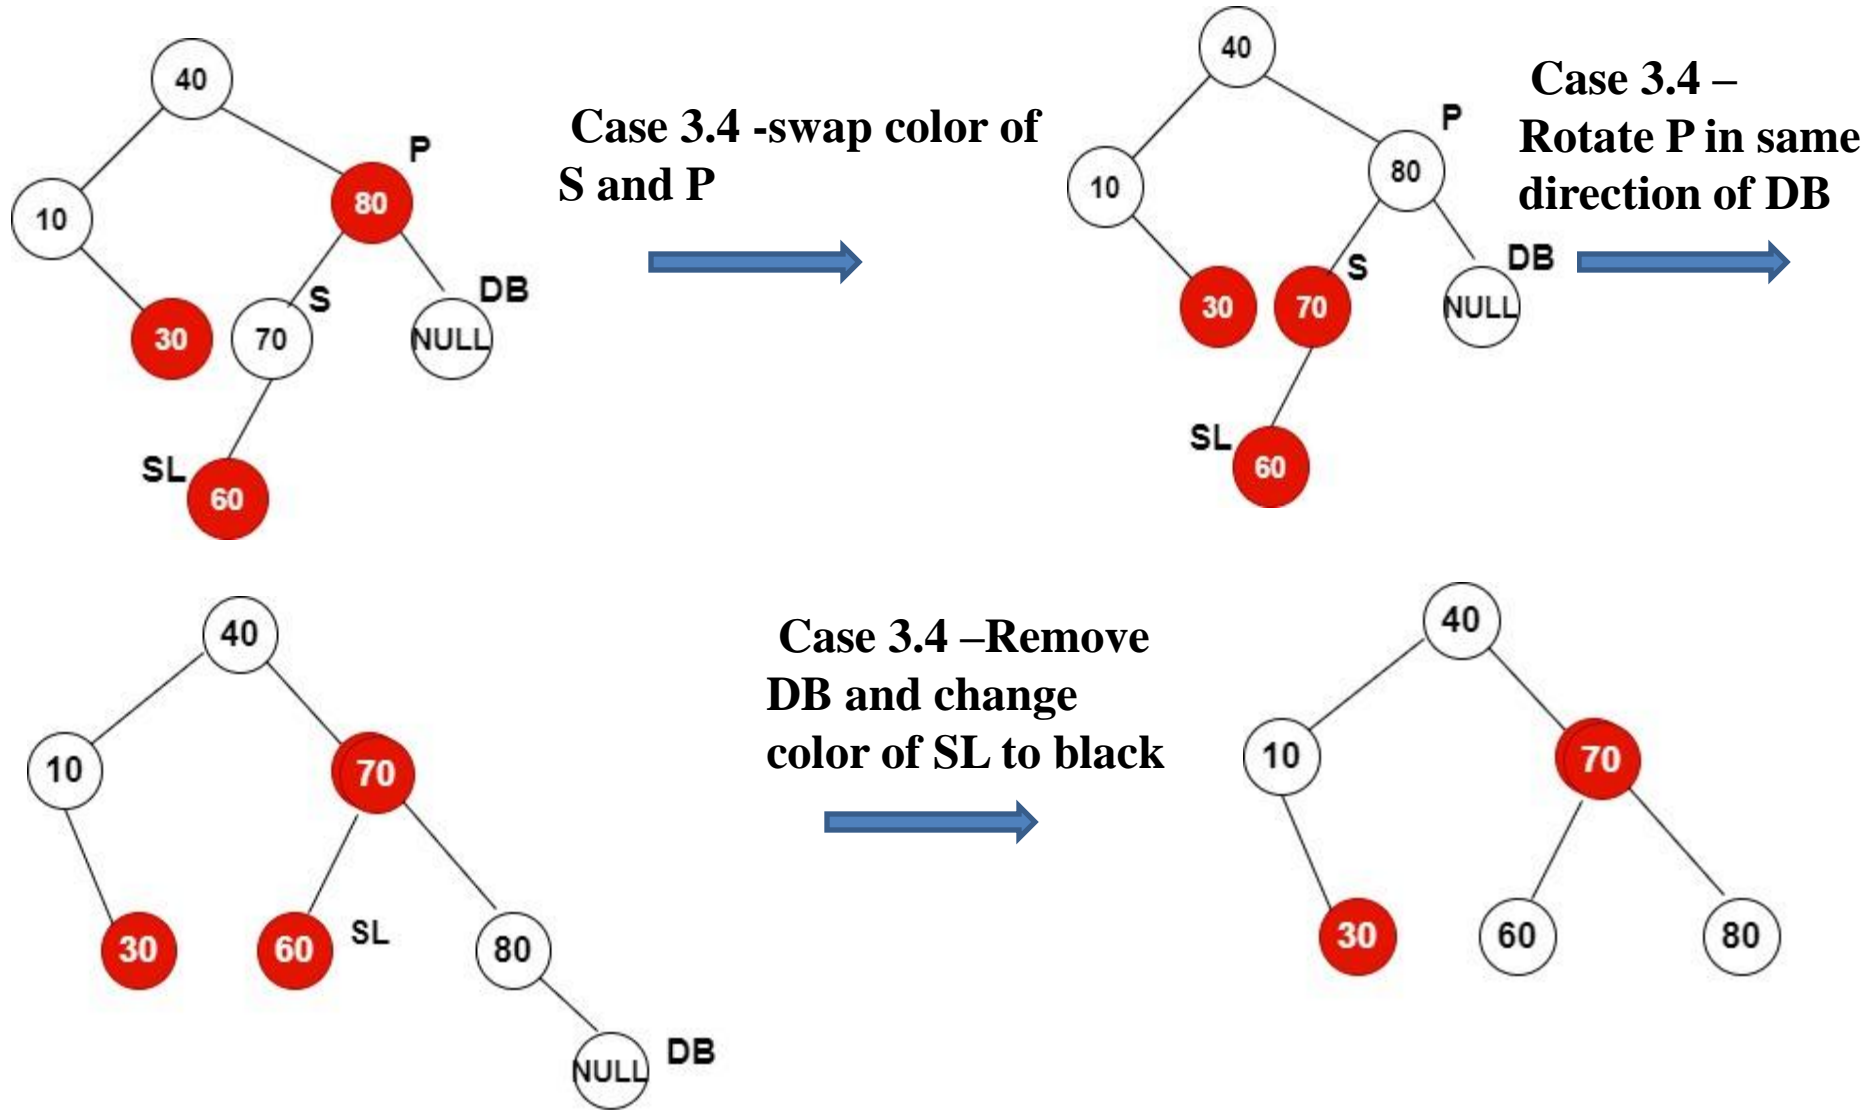 40
P
80
10
S
DB
30
70
NULL
SL
60
Case 3.4 -swap color of
S and P
40
P
80
10
S
DB
30
70
NULL
SL
60
Case 3.4 –
Rotate P in same
direction of DB
40
10
70
30
60
SL
80
NULL
DB
Case 3.4 –Remove
DB and change
color of SL to black
40
10
70
30
60
80